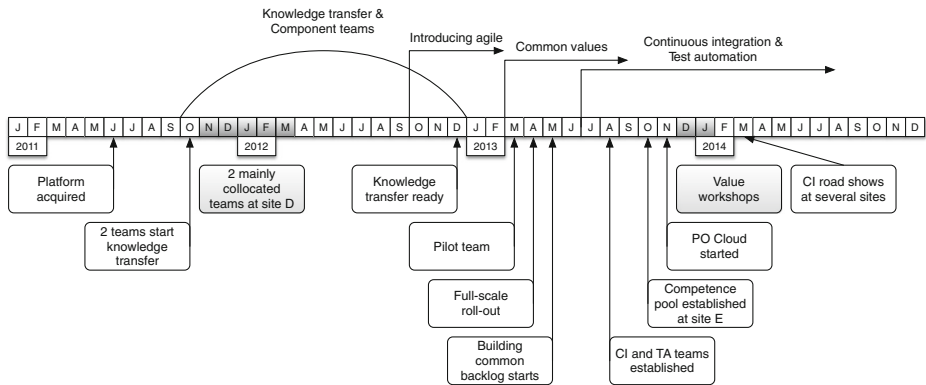 Knowledge transfer &
Component teams
Introducing agile
Common values
Continuous integration &
Test automation
J F M A M J J A S O N D J F M A M J J A S O N D J F M A M J J A S O N D J F M A M J J A S O N D
2011 2012 2013 2014
Platform
acquired
2 teams start
knowledge
transfer
2 mainly
collocated
teams at site D
Knowledge
transfer ready
Pilot team
Full-scale
roll-out
Building
common
backlog starts
CI and TA teams
established
Competence
pool established
at site E
PO Cloud
started
Value
workshops
CI road shows
at several sites